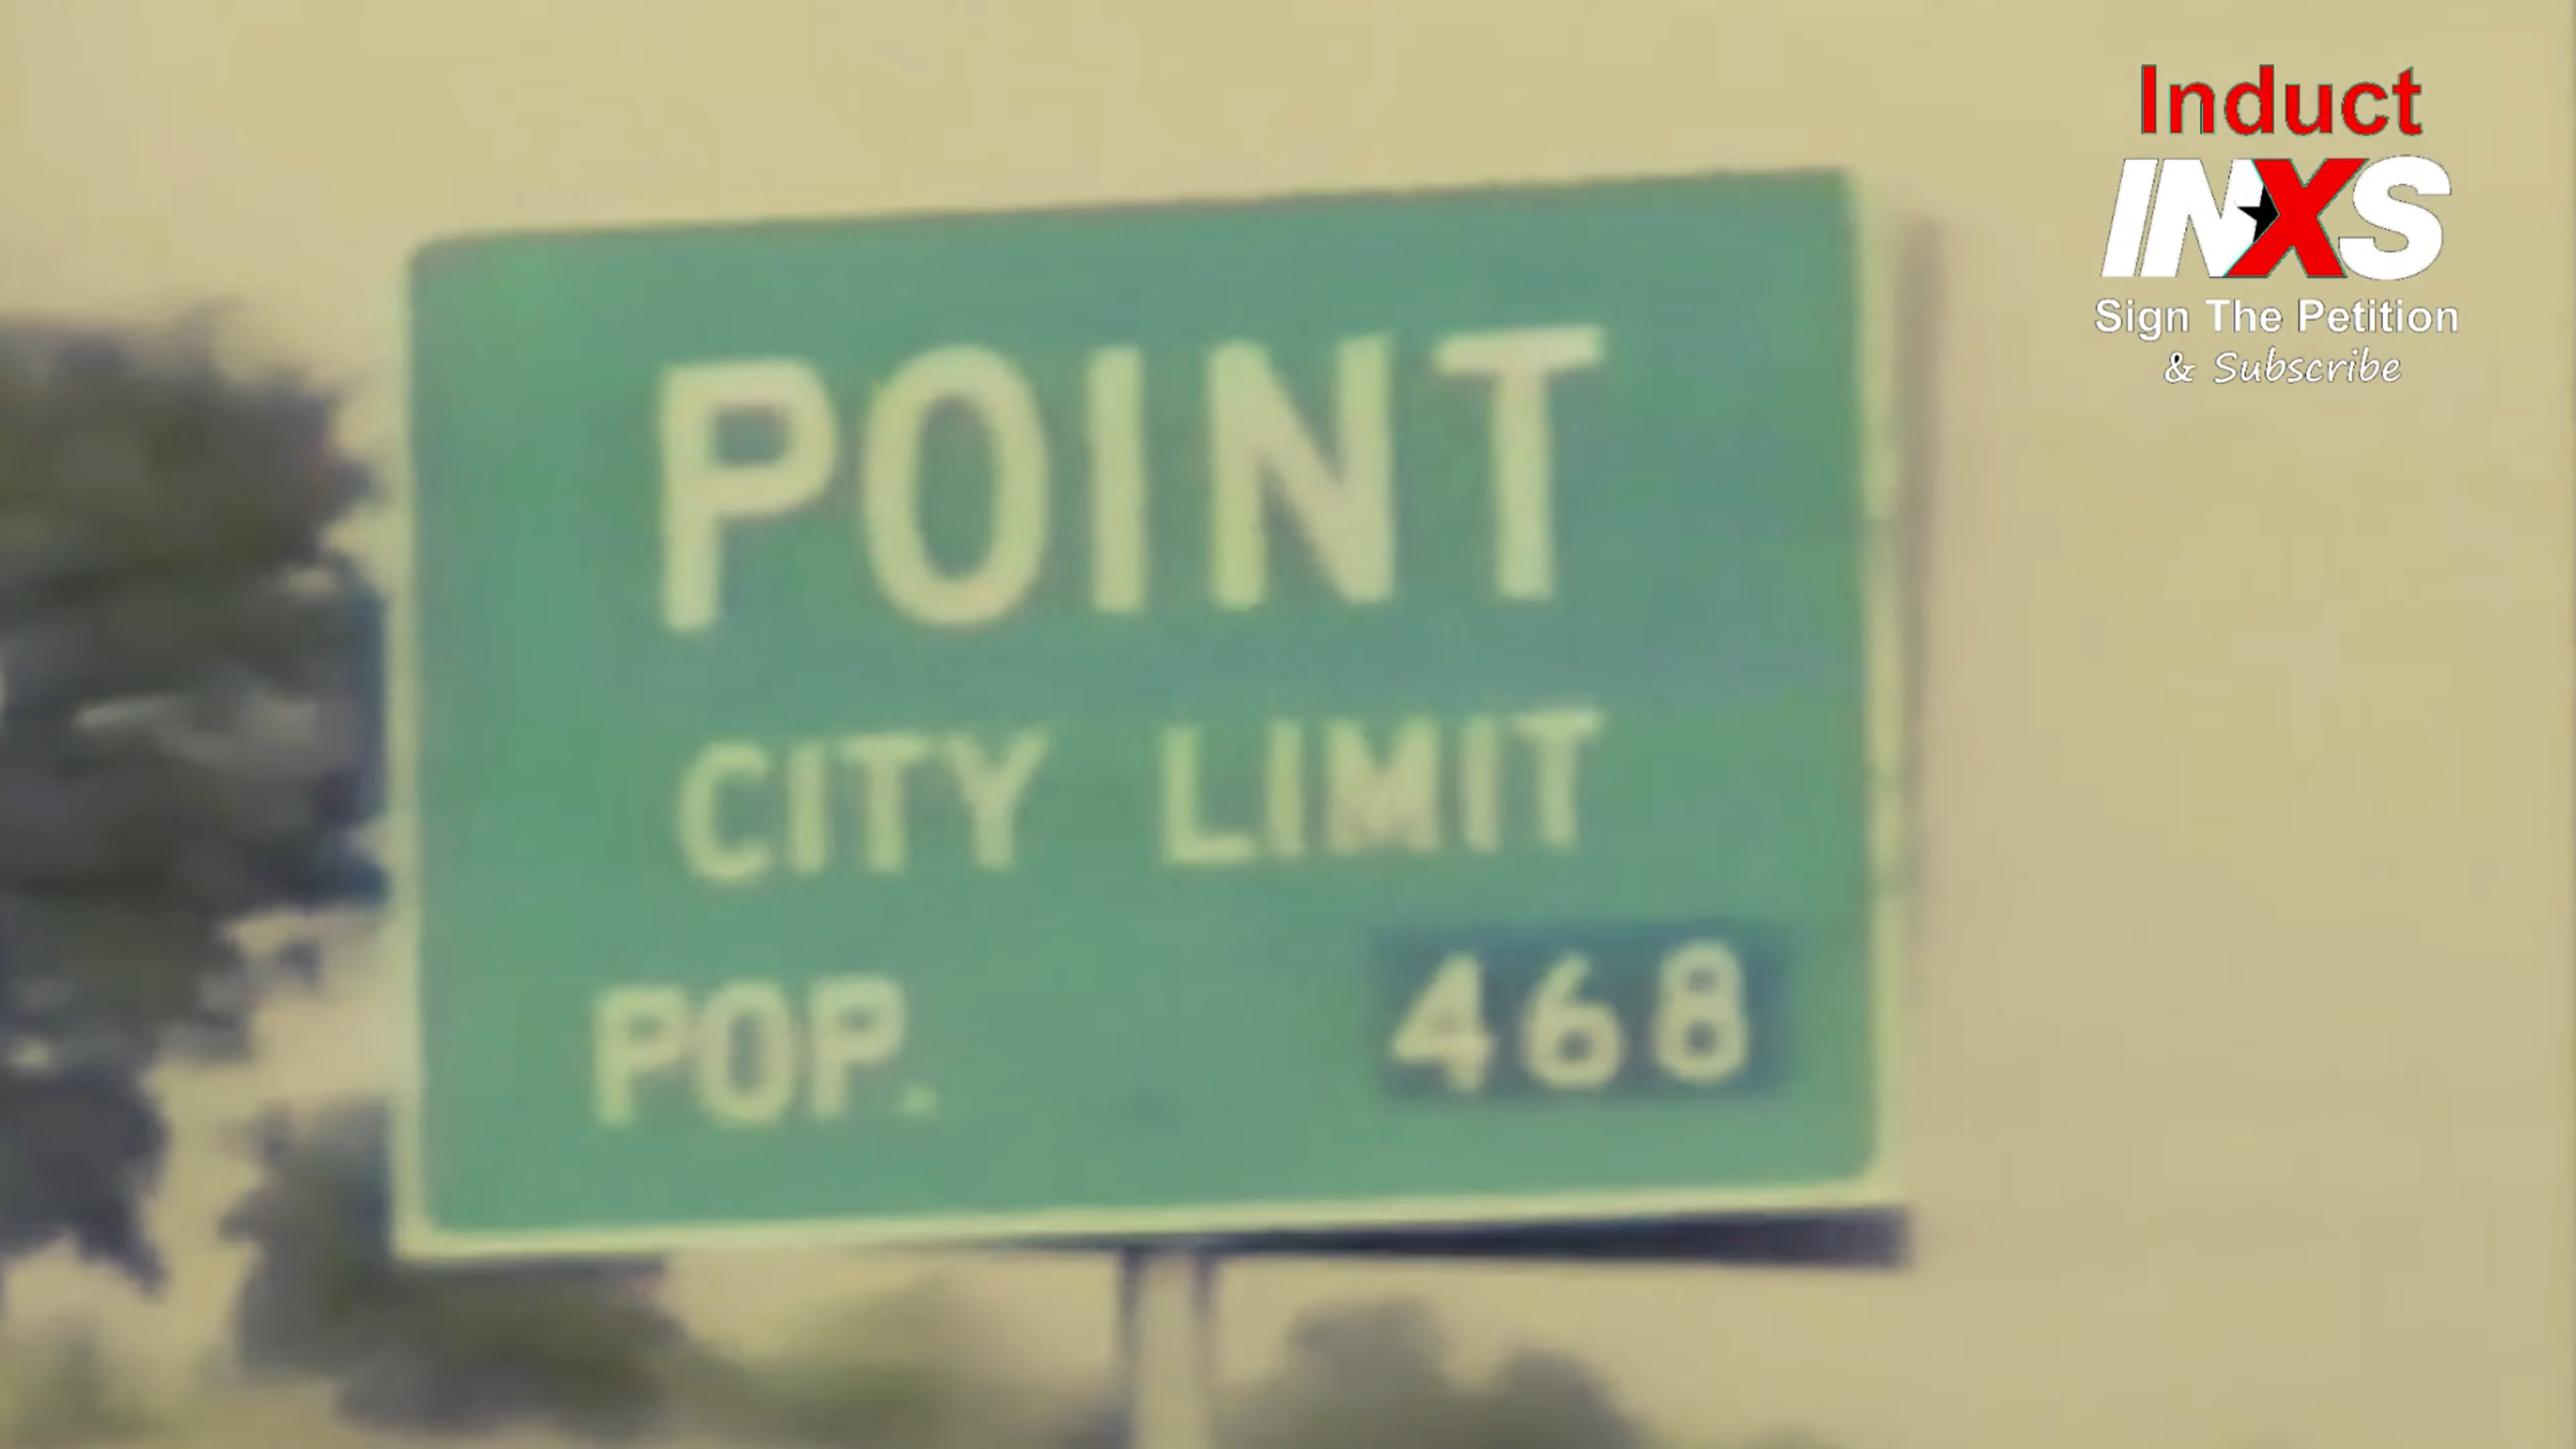 Induct
INXS
Sign The Petition
& Subscribe
POINT
CITY LIMIT
POP. 468